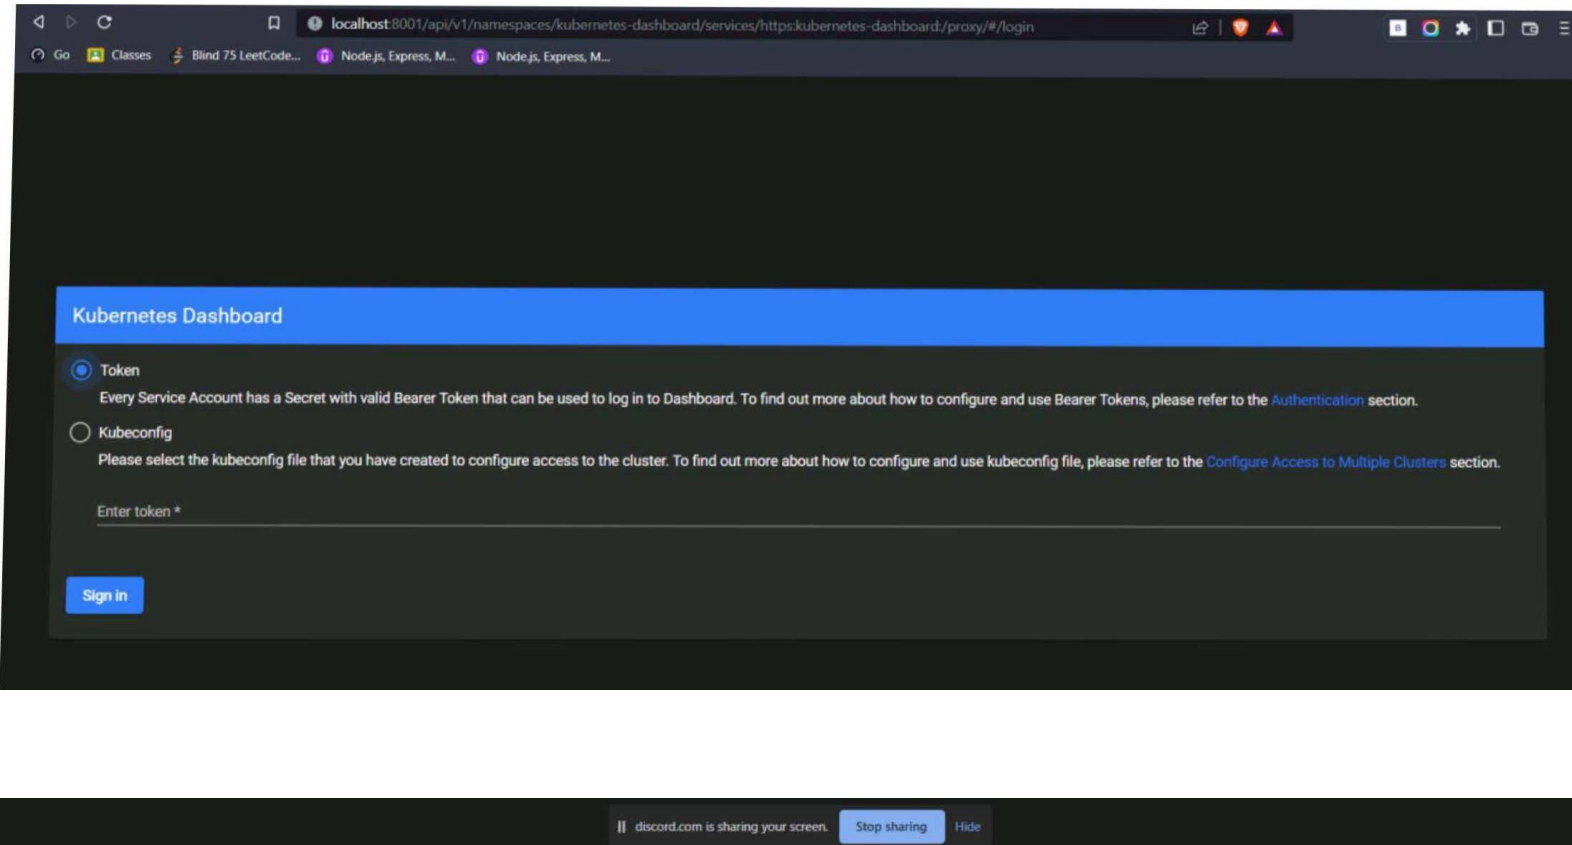 localhost:8001/api/v1/namespaces/kubernetes-dashboard/services/https:kubernetes-dashboard:/proxy/#/login
Go Classes Blind 75 LeetCode... Node.js, Express, M... Node.js, Express, M...
Kubernetes Dashboard
Token
Every Service Account has a Secret with valid Bearer Token that can be used to log in to Dashboard. To find out more about how to configure and use Bearer Tokens, please refer to the Authentication section.
Kubeconfig
Please select the kubeconfig file that you have created to configure access to the cluster. To find out more about how to configure and use kubeconfig file, please refer to the Configure Access to Multiple Clusters section.
Enter token *
Sign in
discord.com is sharing your screen. Stop sharing Hide